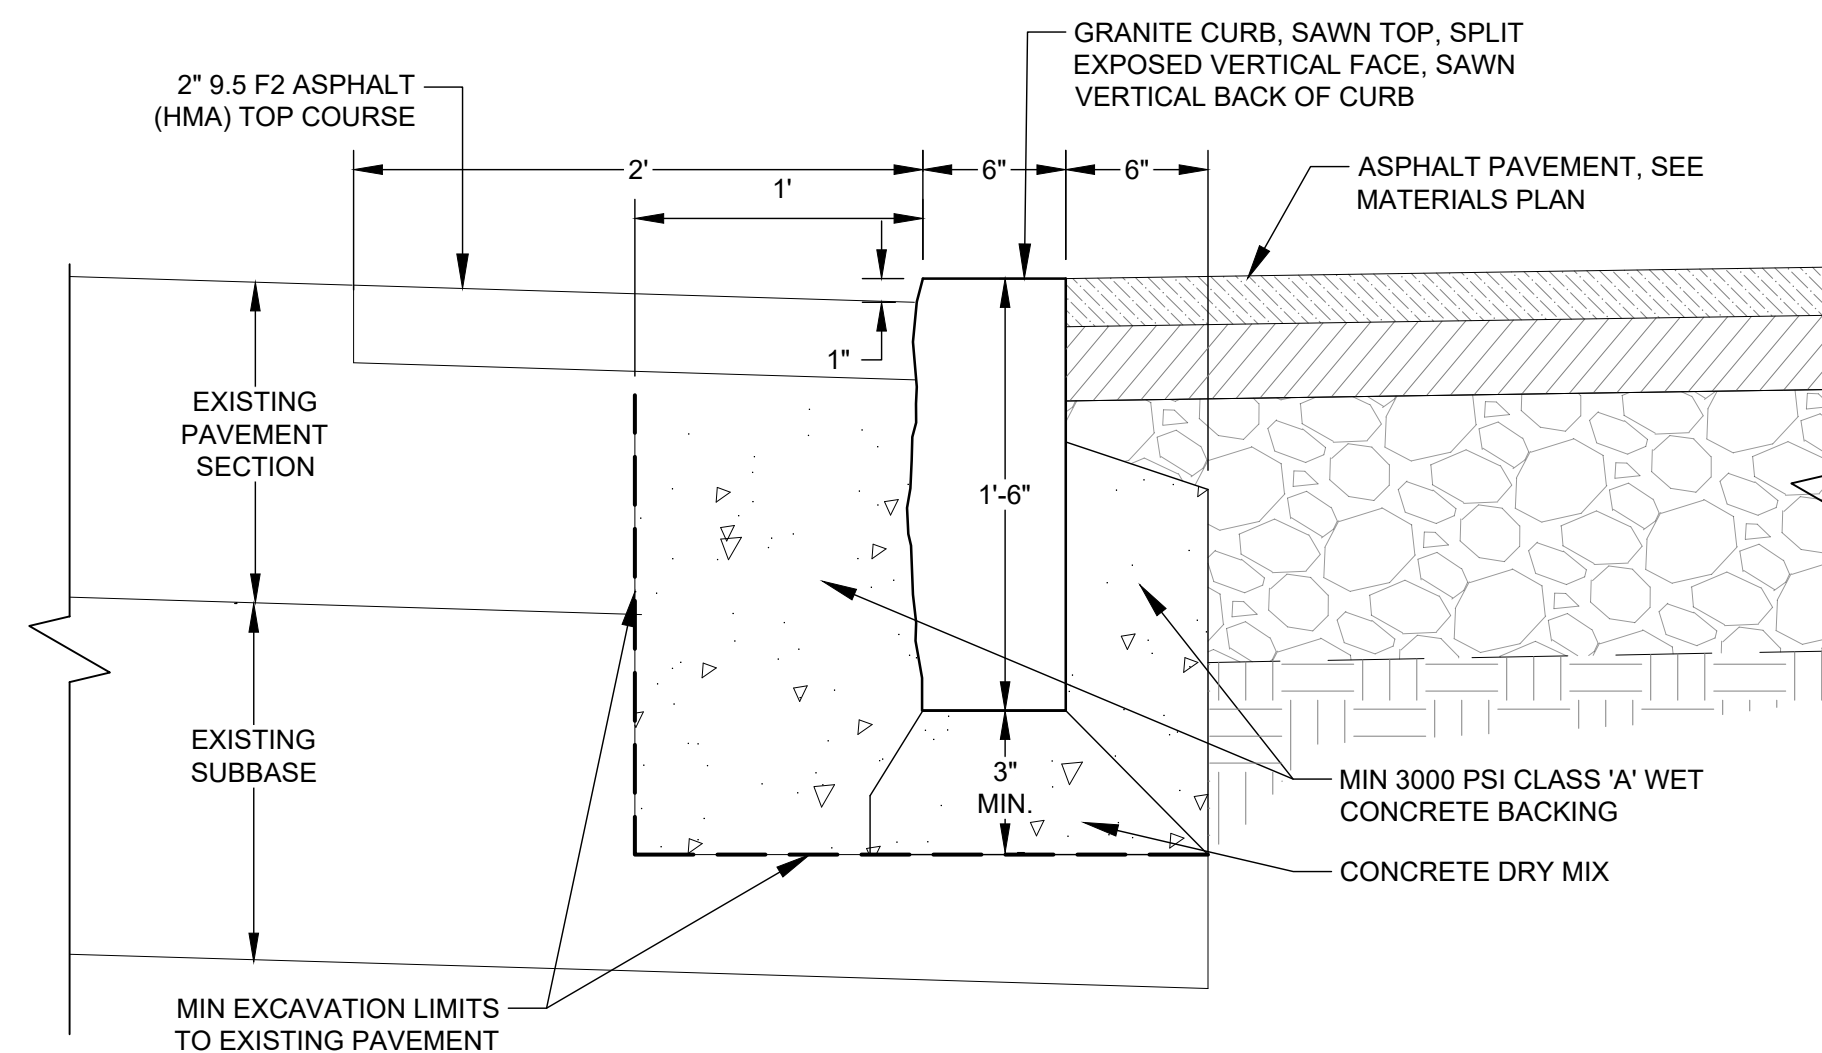 GRANITE CURB, SAWN TOP, SPLIT
EXPOSED VERTICAL FACE, SAWN
VERTICAL BACK OF CURB
2" 9.5 F2 ASPHALT
(HMA) TOP COURSE
2'
6"
6"
1'
ASPHALT PAVEMENT, SEE
MATERIALS PLAN
1"
EXISTING
PAVEMENT
SECTION
1'-6"
EXISTING
SUBBASE
3"
MIN.
MIN 3000 PSI CLASS 'A' WET
CONCRETE BACKING
CONCRETE DRY MIX
MIN EXCAVATION LIMITS
TO EXISTING PAVEMENT